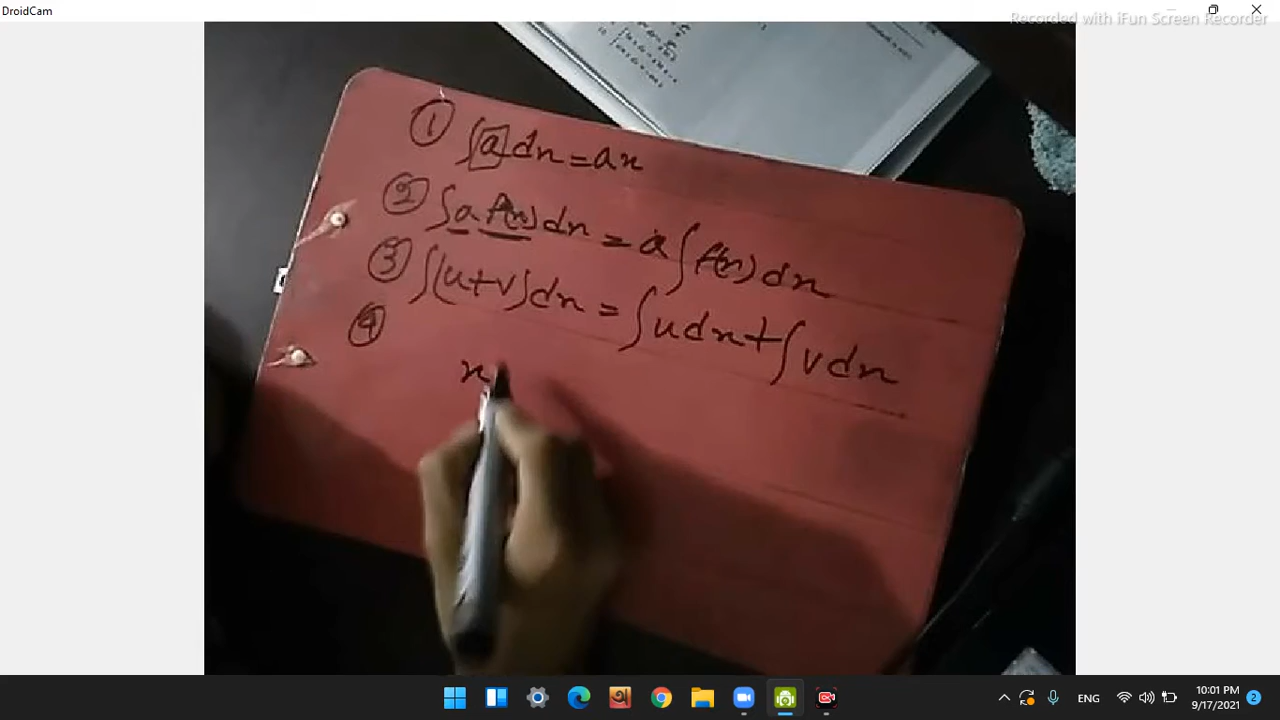 DroidCam
Recorded with iFun Screen Recorder
① ∫a dx = ax
② ∫a f(x) dx = a∫f(x) dx
③ ∫(u+v) dx = ∫u dx + ∫v dx
④
x
ENG
10:01 PM
9/17/2021
2